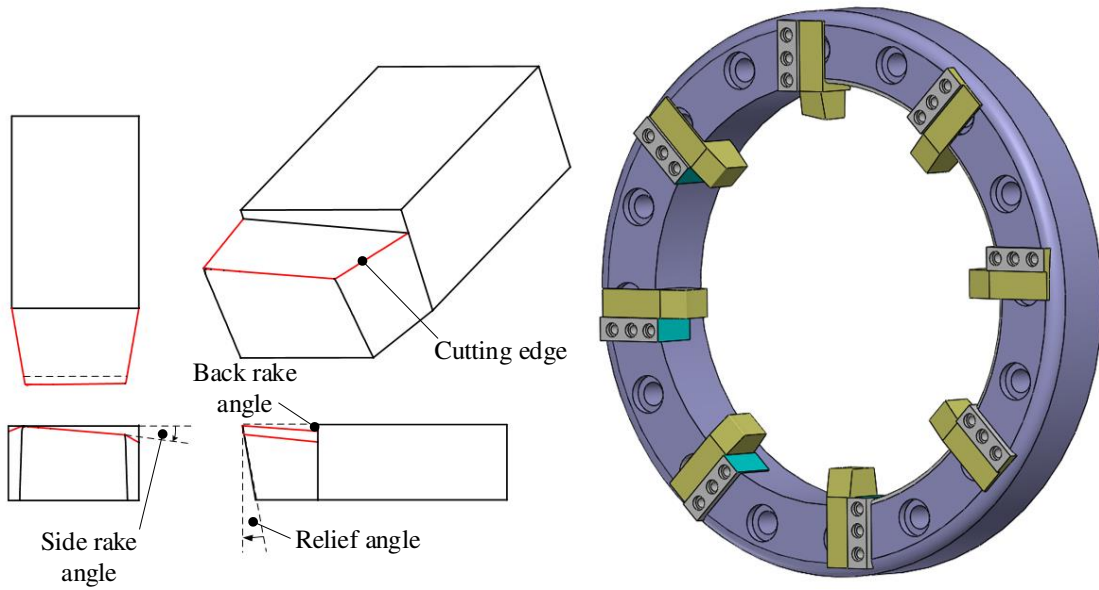 Cutting edge
Back rake
angle
Side rake
angle
Relief angle